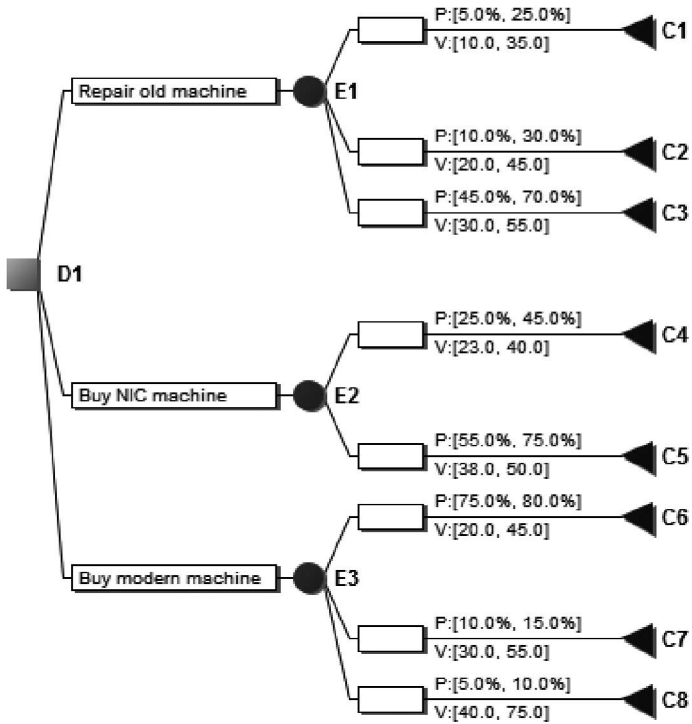 P:[5.0%, 25.0%]
C1
V:[10.0, 35.0]
Repair old machine
E1
P:[10.0%, 30.0%]
C2
V:[20.0, 45.0]
P:[45.0%, 70.0%]
C3
V:[30.0, 55.0]
D1
P:[25.0%, 45.0%]
C4
V:[23.0, 40.0]
Buy NIC machine
E2
P:[55.0%, 75.0%]
C5
V:[38.0, 50.0]
P:[75.0%, 80.0%]
C6
V:[20.0, 45.0]
Buy modern machine
E3
P:[10.0%, 15.0%]
C7
V:[30.0, 55.0]
P:[5.0%, 10.0%]
C8
V:[40.0, 75.0]